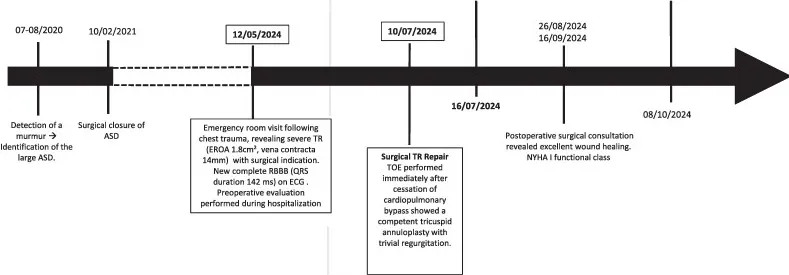 07-08/2020
10/02/2021
12/05/2024
10/07/2024
26/08/2024
16/09/2024
16/07/2024
08/10/2024
Detection of a
murmur →
Identification of the
large ASD.
Surgical closure of
ASD
Emergency room visit following
chest trauma, revealing severe TR
(EROA 1.8cm², vena contracta
14mm) with surgical indication.
New complete RBBB (QRS
duration 142 ms) on ECG .
Preoperative evaluation
performed during hospitalization
Surgical TR Repair
TOE performed
immediately after
cessation of
cardiopulmonary
bypass showed a
competent tricuspid
annuloplasty with
trivial regurgitation.
Postoperative surgical consultation
revealed excellent wound healing.
NYHA I functional class